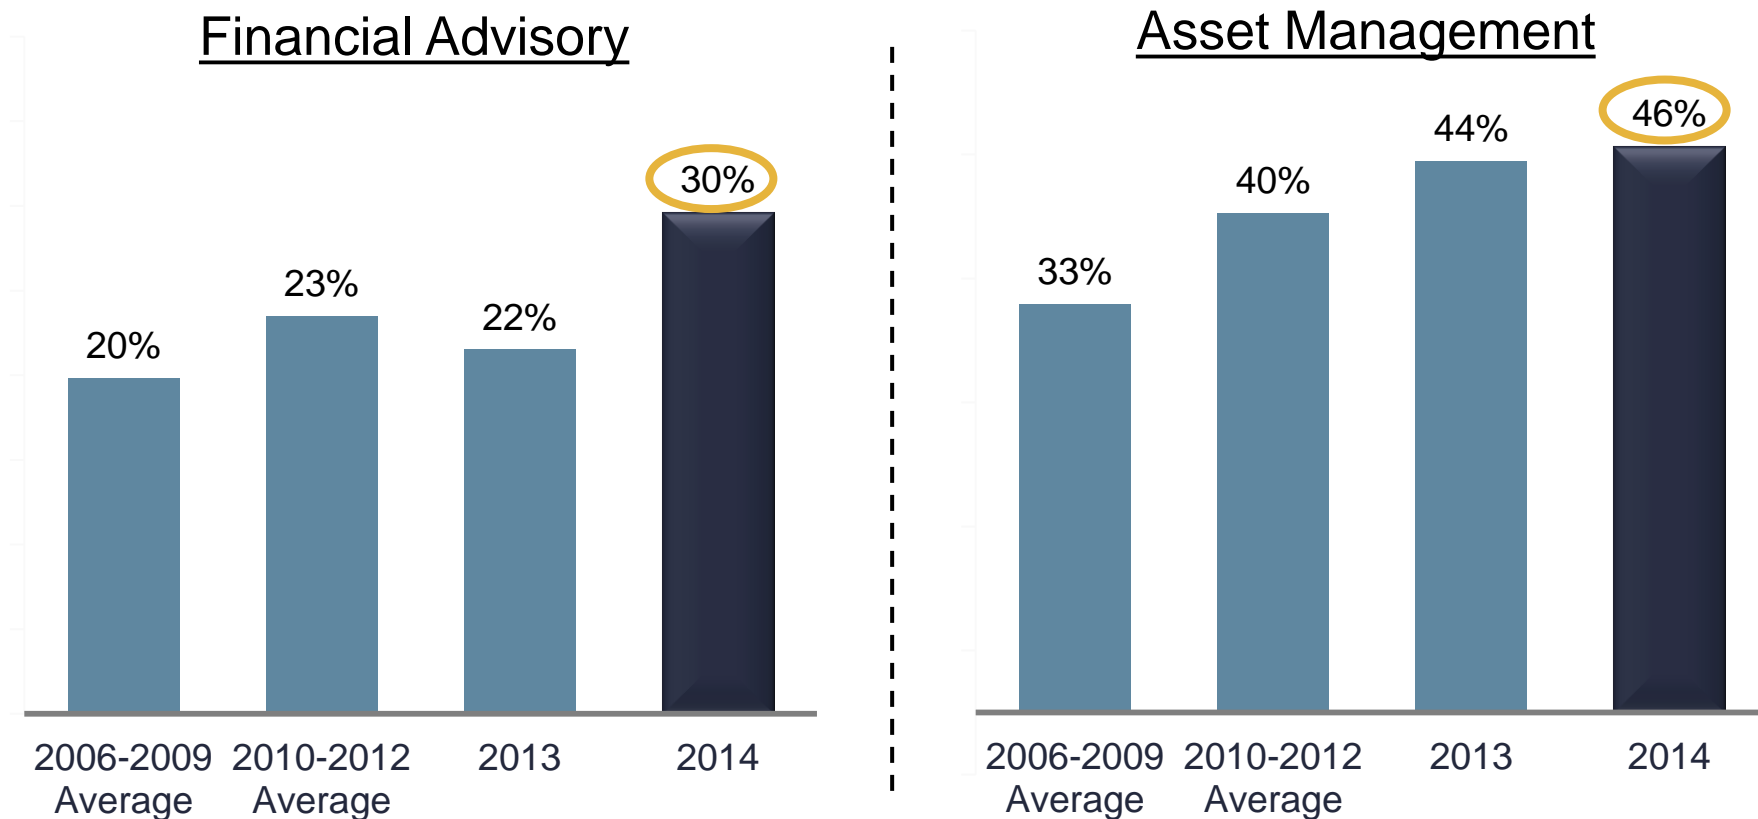 Financial Advisory
30%
23%
22%
20%
2006-2009 2010-2012 2013 2014
Average Average
Asset Management
46%
44%
40%
33%
2006-2009 2010-2012 2013 2014
Average Average